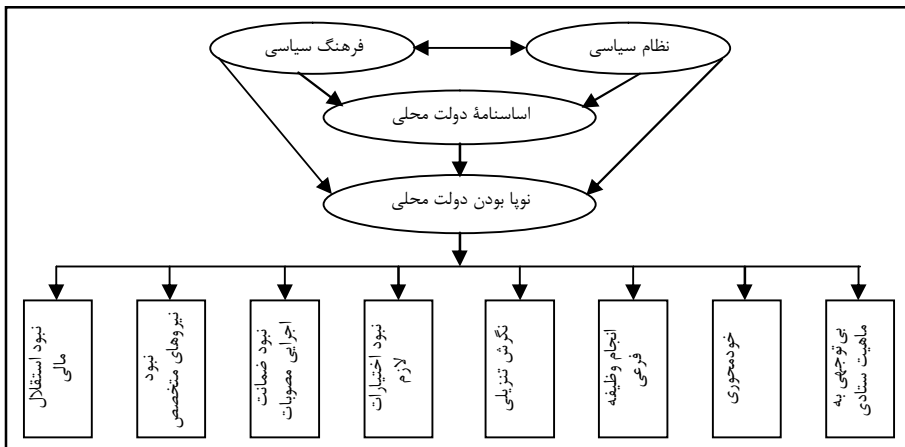 نظام سیاسی
فرهنگ سیاسی
اساسنامهٔ دولت محلی
نوپا بودن دولت محلی
بی‌توجهی به
ماهیت ستادی
خودمحوری
انجام وظیفه
فرعی
نگرش تنزیلی
نبود اختیارات
لازم
نبود ضمانت
اجرایی مصوبات
نبود
نیروهای متخصص
نبود استقلال
مالی